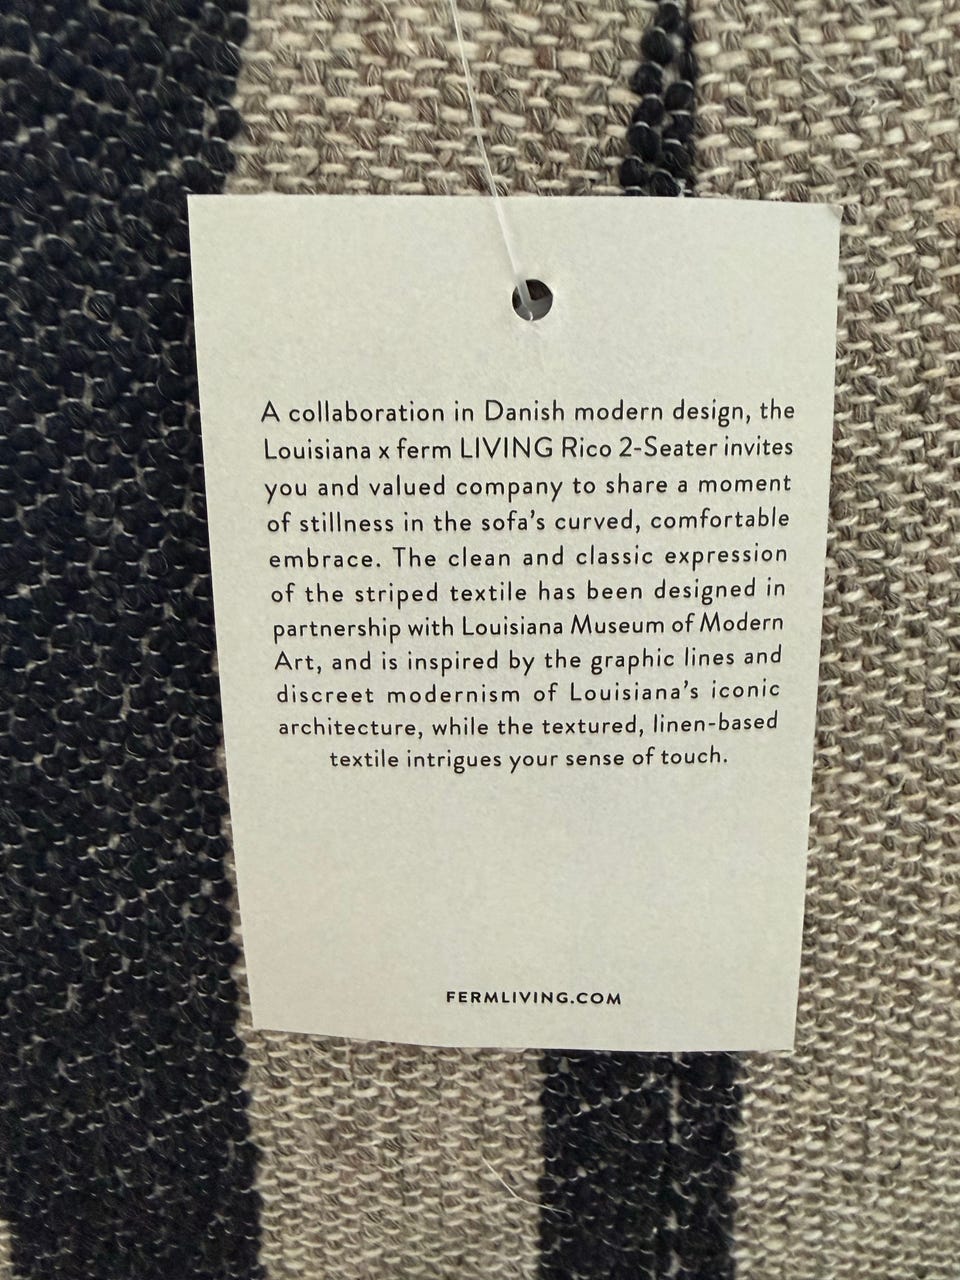 A collaboration in Danish modern design, the
Louisiana x ferm LIVING Rico 2-Seater invites
you and valued company to share a moment
of stillness in the sofa's curved, comfortable
embrace. The clean and classic expression
of the striped textile has been designed in
partnership with Louisiana Museum of Modern
Art, and is inspired by the graphic lines and
discreet modernism of Louisiana's iconic
architecture, while the textured, linen-based
textile intrigues your sense of touch.
FERMLIVING.COM